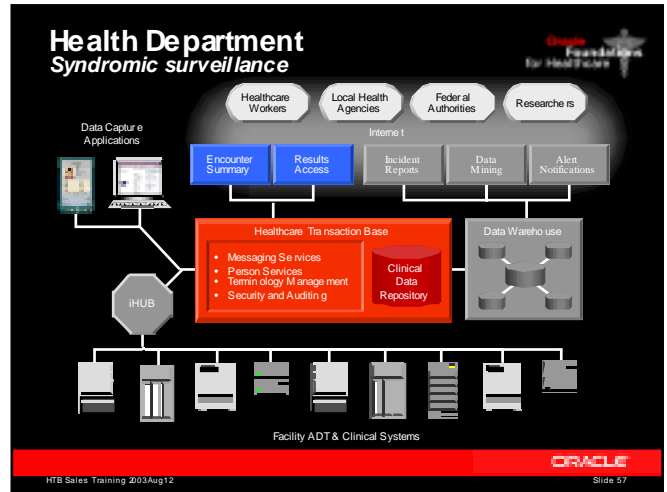 Health Department
Syndromic surveillance
Oracle
Foundations
for Healthcare
Healthcare
Workers
Local Health
Agencies
Federal
Authorities
Researchers
Internet
Data Capture
Applications
Encounter
Summary
Results
Access
Incident
Reports
Data
Mining
Alert
Notifications
Healthcare Transaction Base
• Messaging Services
• Person Services
• Terminology Management
• Security and Auditing
Clinical
Data
Repository
Data Warehouse
iHUB
Facility ADT & Clinical Systems
ORACLE
HTB Sales Training 2003Aug12
Slide 57